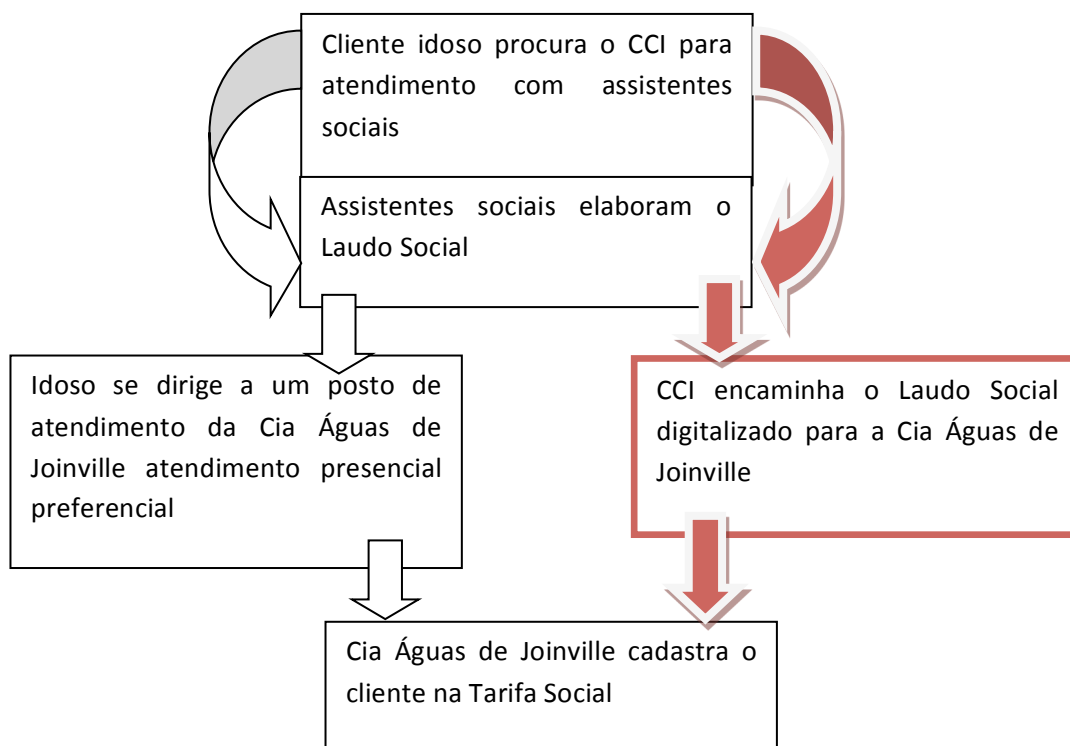 Cliente idoso procura o CCI para
atendimento com assistentes
sociais
Assistentes sociais elaboram o
Laudo Social
Idoso se dirige a um posto de
atendimento da Cia Águas de
Joinville atendimento presencial
preferencial
CCI encaminha o Laudo Social
digitalizado para a Cia Águas de
Joinville
Cia Águas de Joinville cadastra o
cliente na Tarifa Social